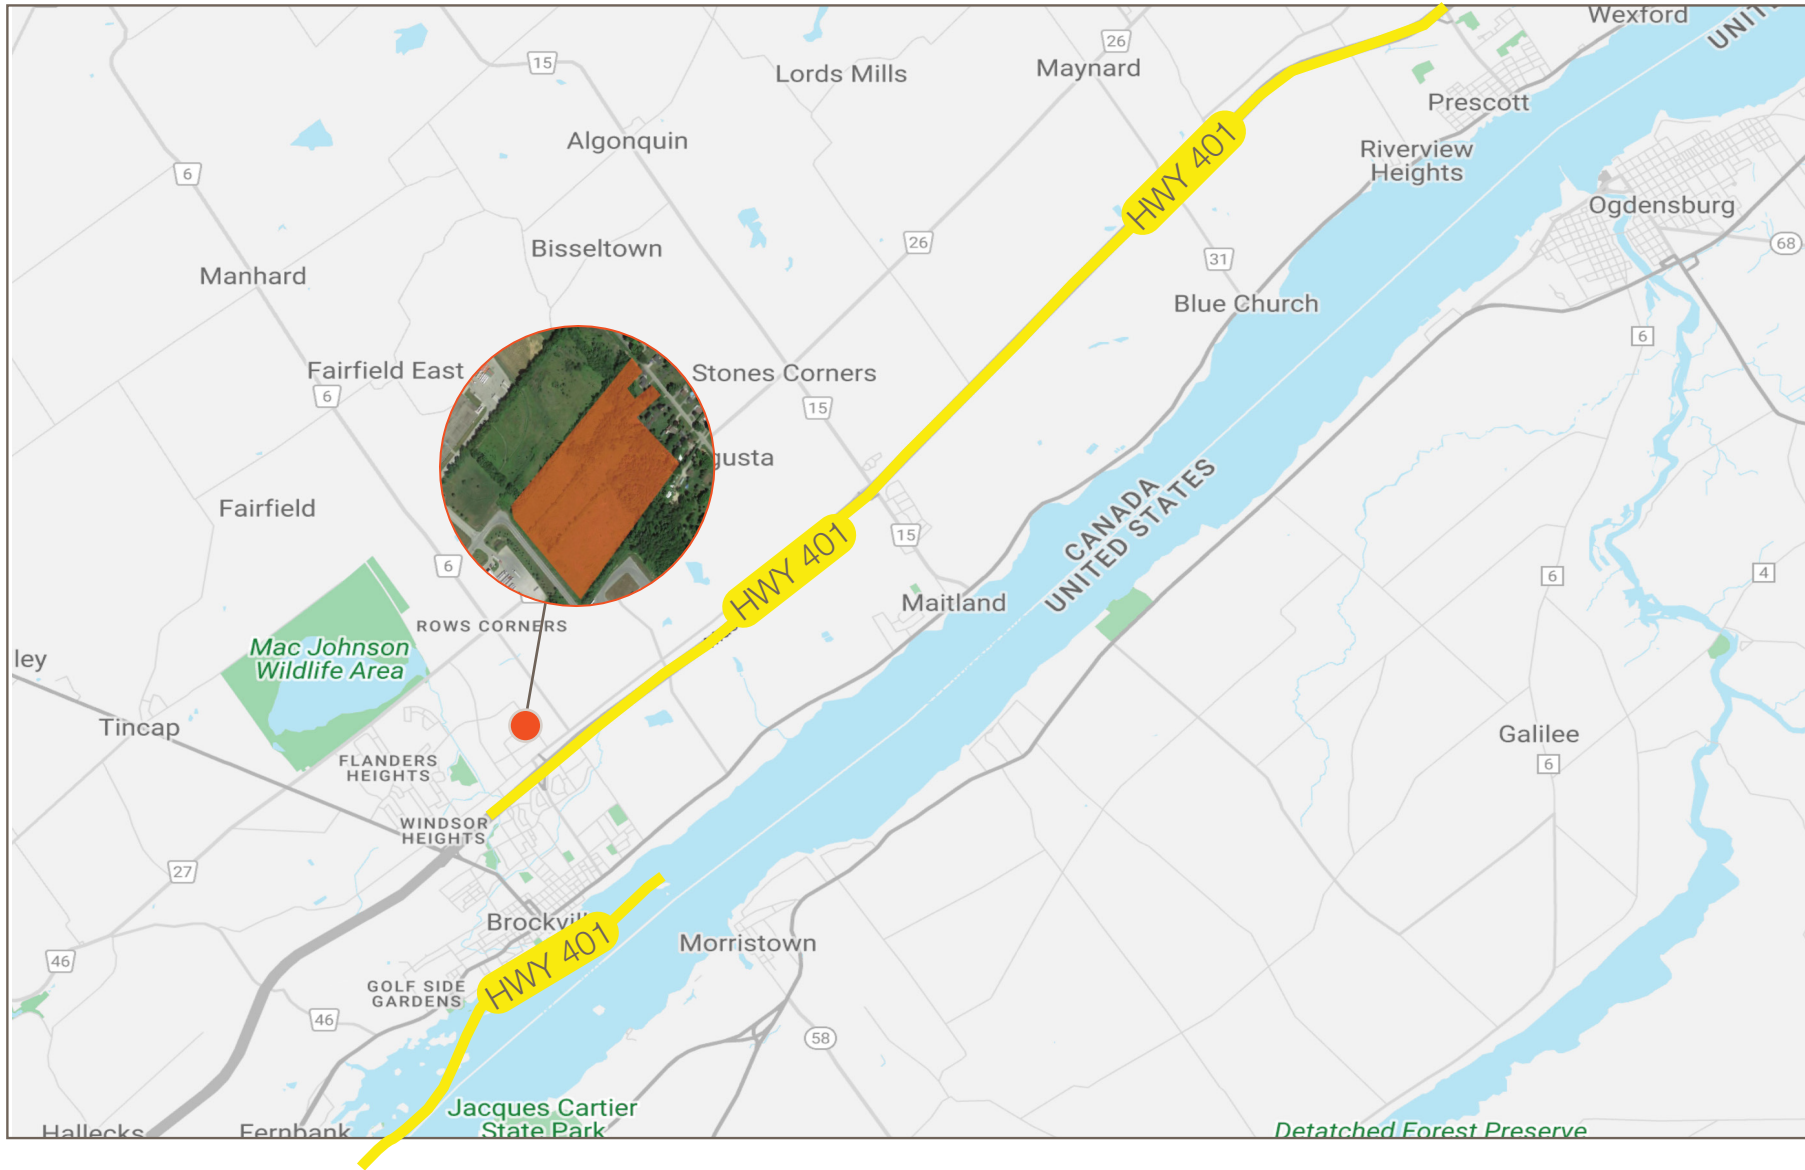 Wexford
UNIT
26
15
Lords Mills
Maynard
Prescott
Algonquin
HWY 401
Riverview
Heights
6
Ogdensburg
26
68
Bisseltown
31
Manhard
Blue Church
6
Fairfield East
Stones Corners
6
15
gusta
Fairfield
CANADA
UNITED STATES
15
HWY 401
6
6
4
Maitland
ROWS CORNERS
Mac Johnson
Wildlife Area
ley
Tincap
Galilee
FLANDERS
HEIGHTS
6
WINDSOR
HEIGHTS
27
Brockvill
HWY 401
Morristown
46
GOLF SIDE
GARDENS
46
58
Jacques Cartier
State Park
Hallecks
Fernbank
Detatched Forest Preserve